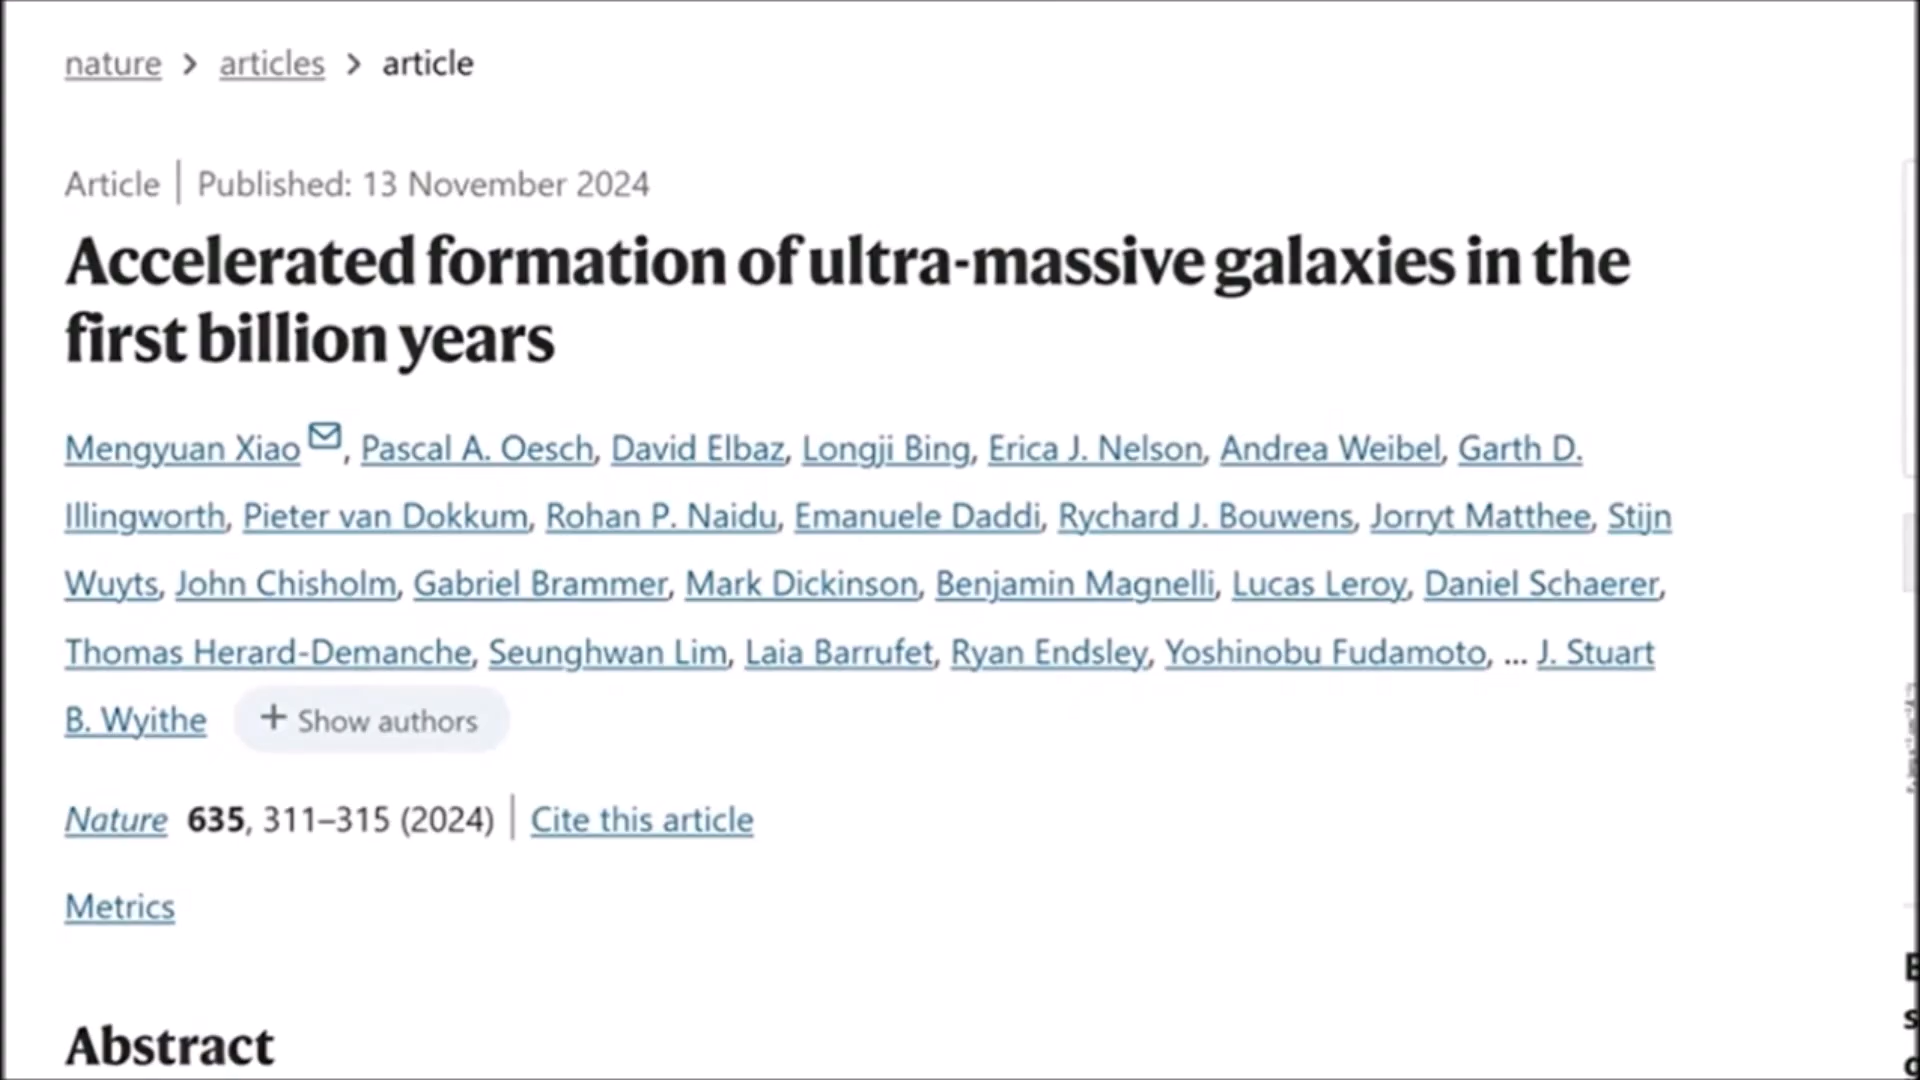 nature > articles > article
Article | Published: 13 November 2024
Accelerated formation of ultra-massive galaxies in the
first billion years
Mengyuan Xiao, Pascal A. Oesch, David Elbaz, Longji Bing, Erica J. Nelson, Andrea Weibel, Garth D.
Illingworth, Pieter van Dokkum, Rohan P. Naidu, Emanuele Daddi, Rychard J. Bouwens, Jorryt Matthee, Stijn
Wuyts, John Chisholm, Gabriel Brammer, Mark Dickinson, Benjamin Magnelli, Lucas Leroy, Daniel Schaerer,
Thomas Herard-Demanche, Seunghwan Lim, Laia Barrufet, Ryan Endsley, Yoshinobu Fudamoto, ... J. Stuart
B. Wyithe + Show authors
Nature 635, 311–315 (2024) | Cite this article
Metrics
Abstract